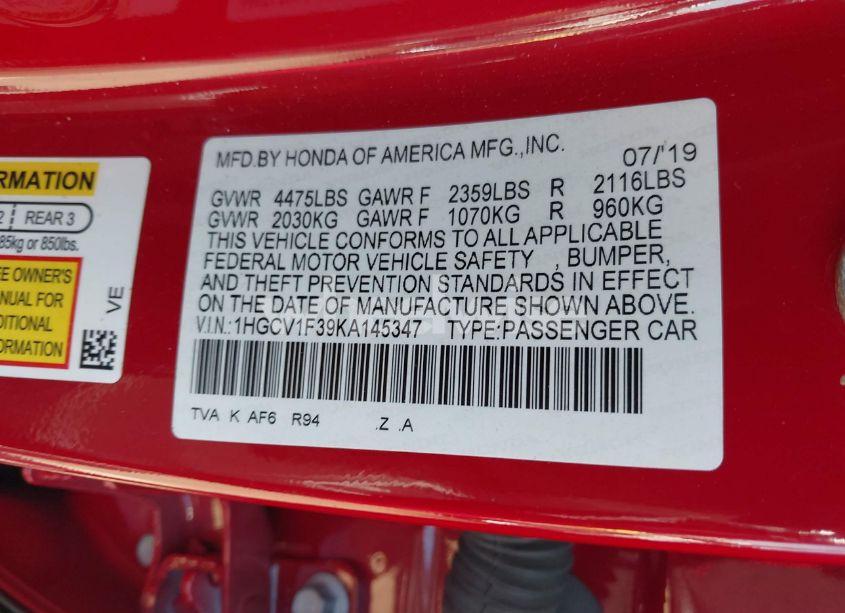 RMATION
2 REAR 3
85kg or 850lbs.
EE OWNER'S
NUAL FOR
DITIONAL
ORMATION
VE
MFD.BY HONDA OF AMERICA MFG.,INC. 07/'19
GVWR 4475LBS GAWR F 2359LBS R 2116LBS
GVWR 2030KG GAWR F 1070KG R 960KG
THIS VEHICLE CONFORMS TO ALL APPLICABLE
FEDERAL MOTOR VEHICLE SAFETY , BUMPER,
AND THEFT PREVENTION STANDARDS IN EFFECT
ON THE DATE OF MANUFACTURE SHOWN ABOVE.
V.I.N.:1HGCV1F39KA145347 TYPE:PASSENGER CAR
TVA K AF6 R94 .Z .A